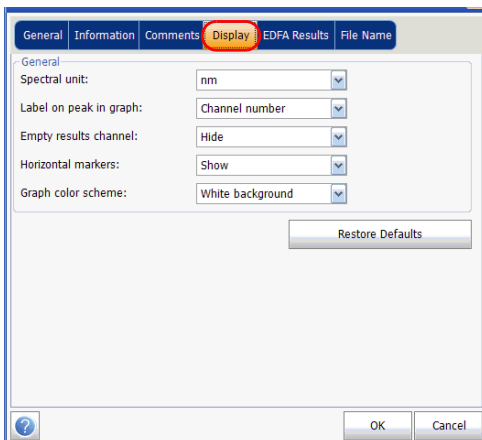 General Information Comments Display EDFA Results File Name
General
Spectral unit: nm
Label on peak in graph: Channel number
Empty results channel: Hide
Horizontal markers: Show
Graph color scheme: White background
Restore Defaults
? OK Cancel